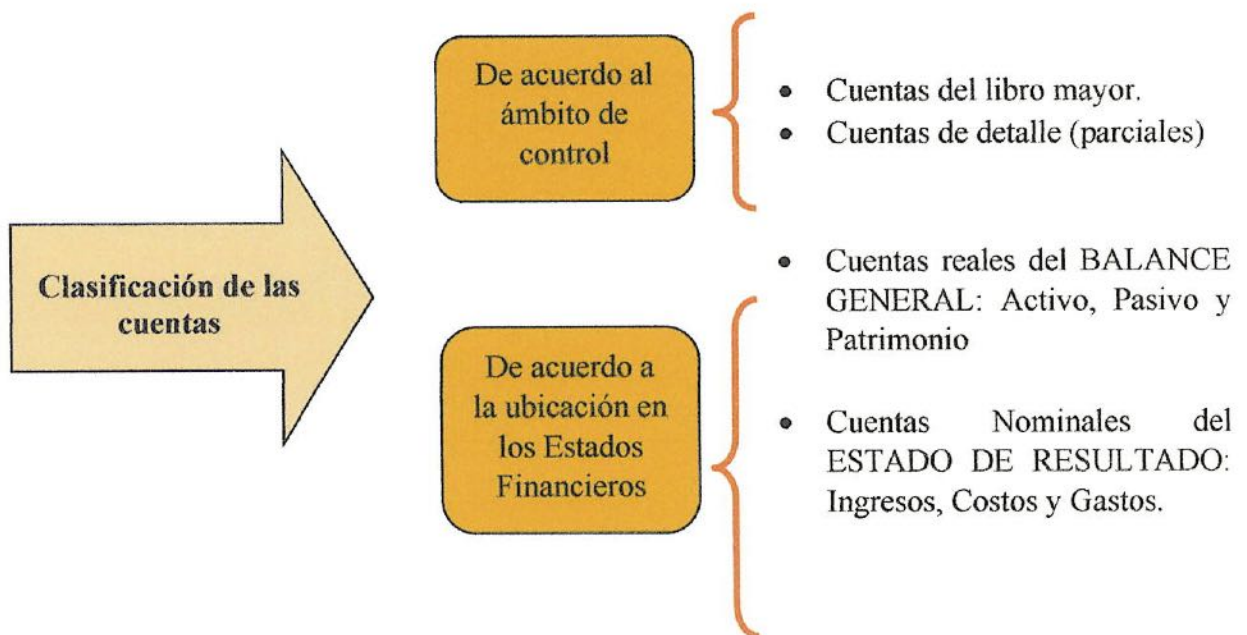 Clasificación de las
cuentas
De acuerdo al
ámbito de
control
• Cuentas del libro mayor.
• Cuentas de detalle (parciales)
De acuerdo a
la ubicación en
los Estados
Financieros
• Cuentas reales del BALANCE
GENERAL: Activo, Pasivo y
Patrimonio
• Cuentas Nominales del
ESTADO DE RESULTADO:
Ingresos, Costos y Gastos.